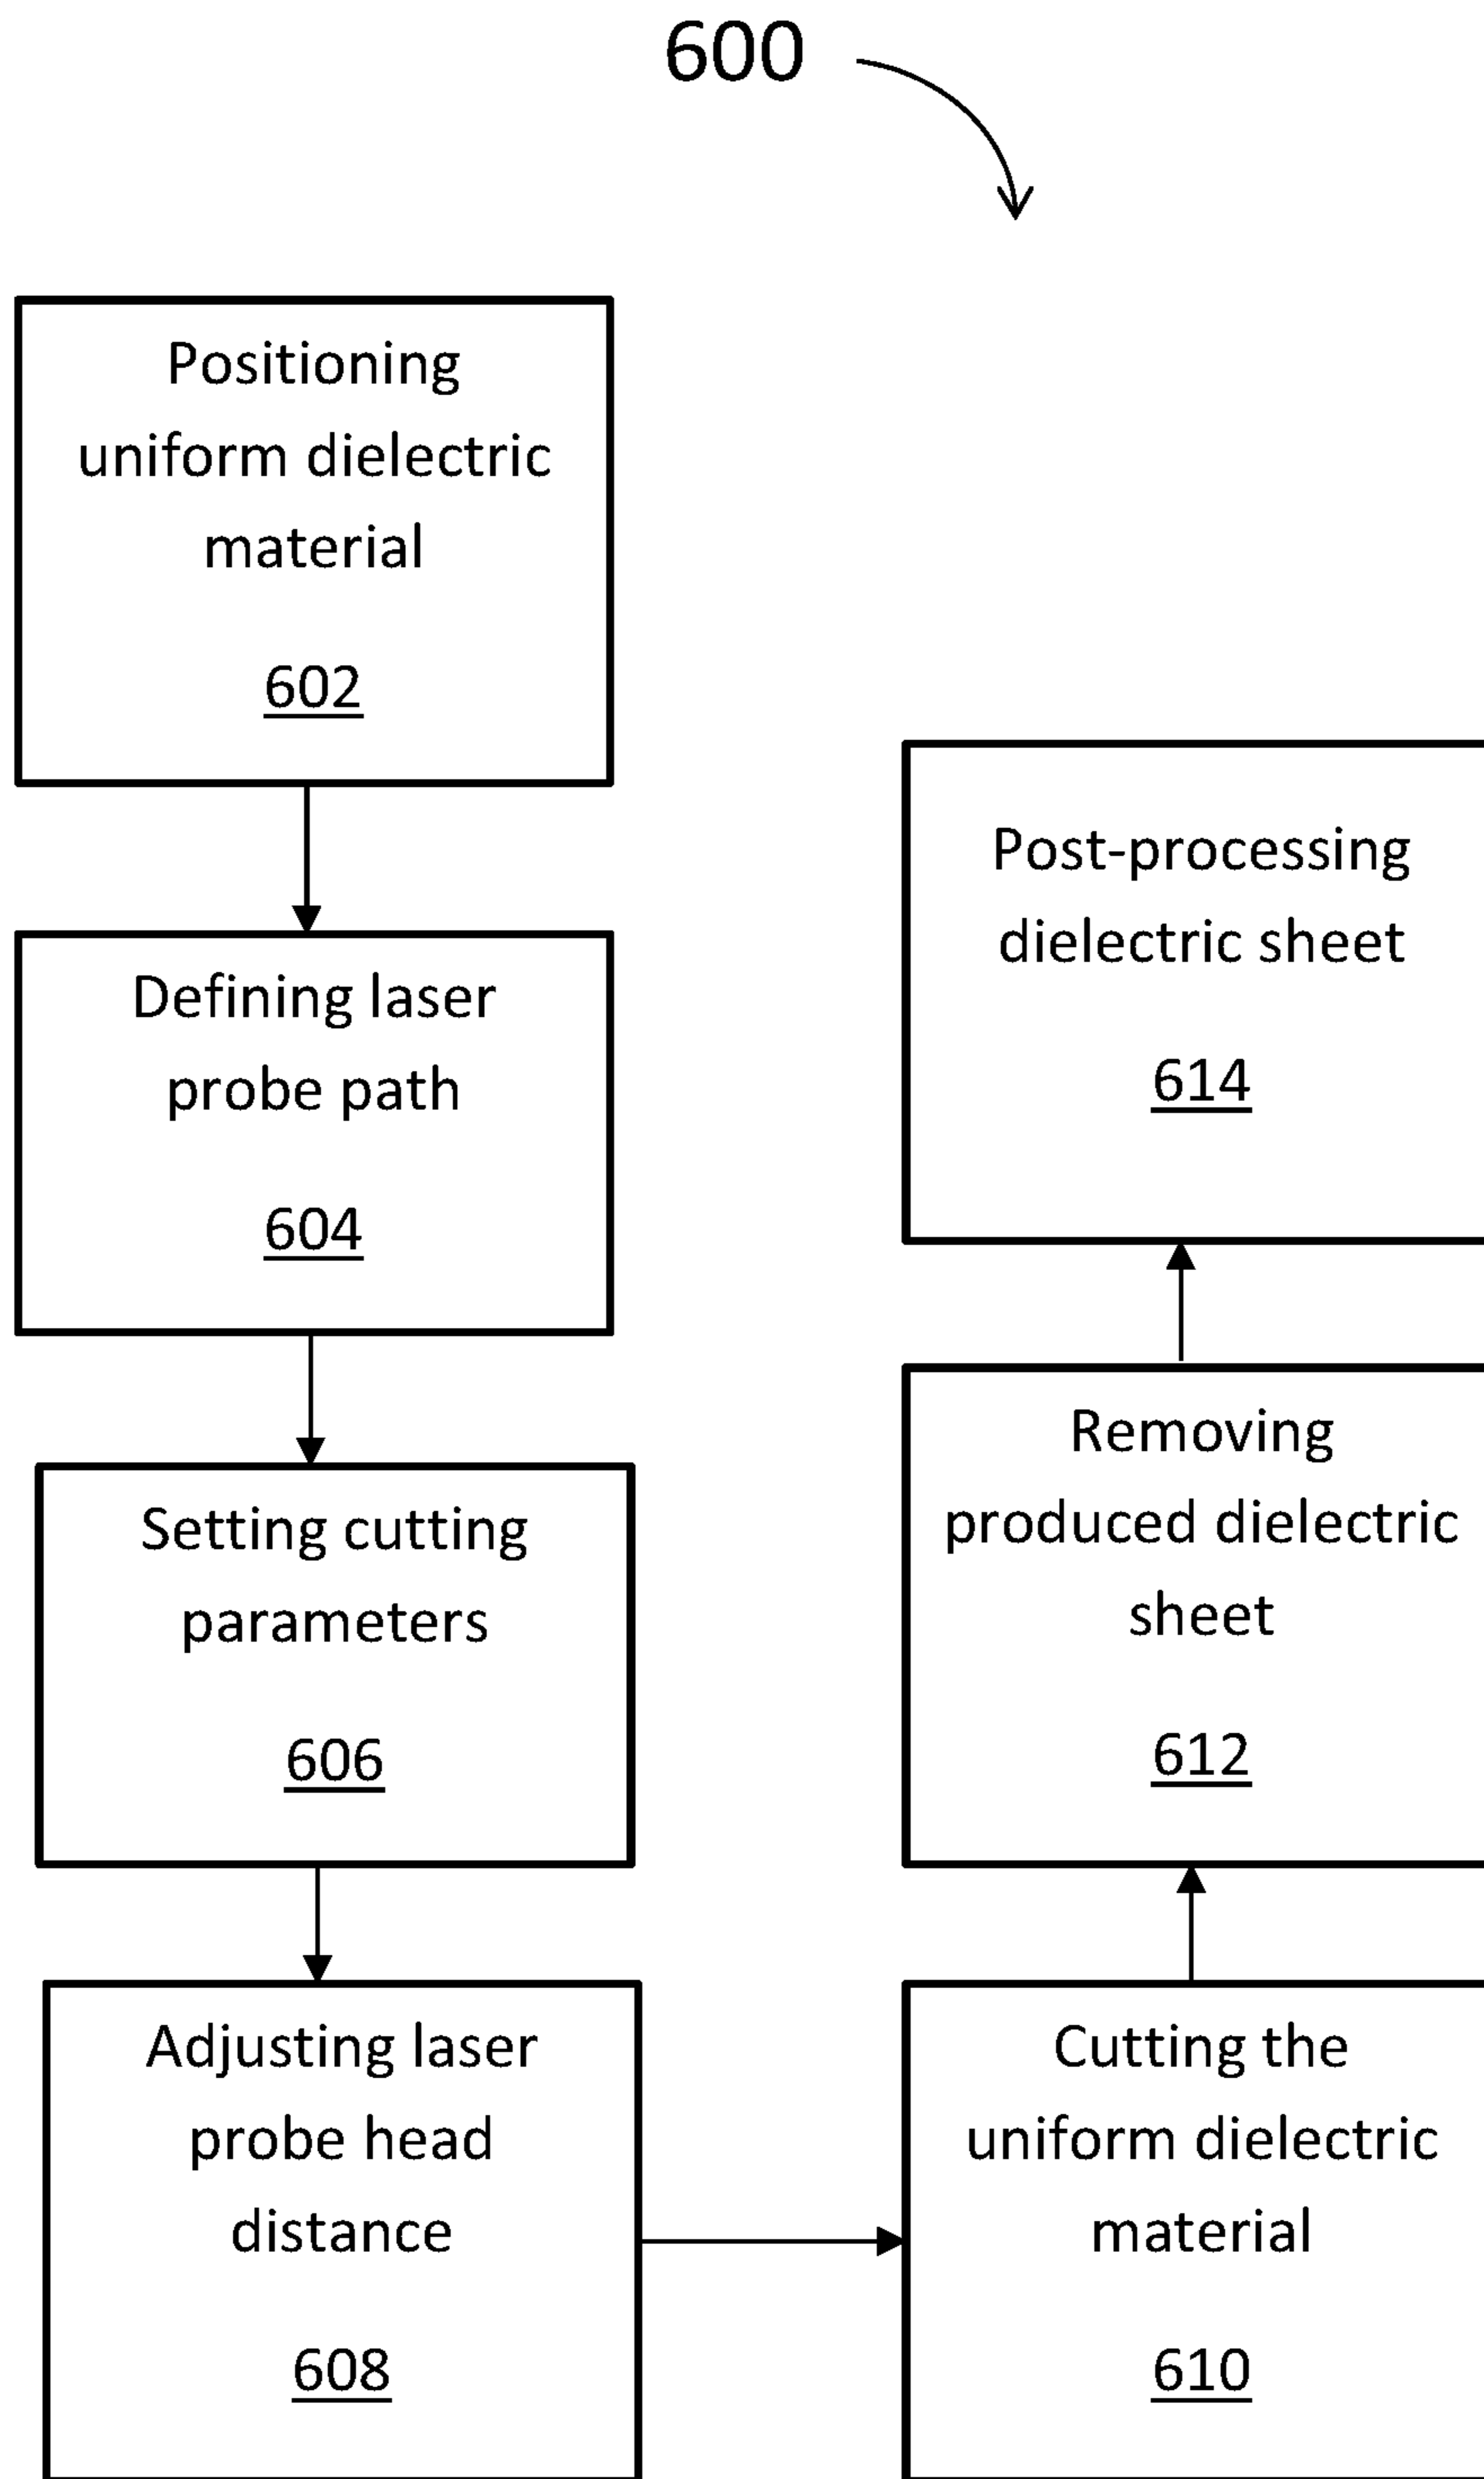 600
Positioning
uniform dielectric
material
602
Defining laser
probe path
604
Setting cutting
parameters
606
Adjusting laser
probe head
distance
608
Cutting the
uniform dielectric
material
610
Removing
produced dielectric
sheet
612
Post-processing
dielectric sheet
614